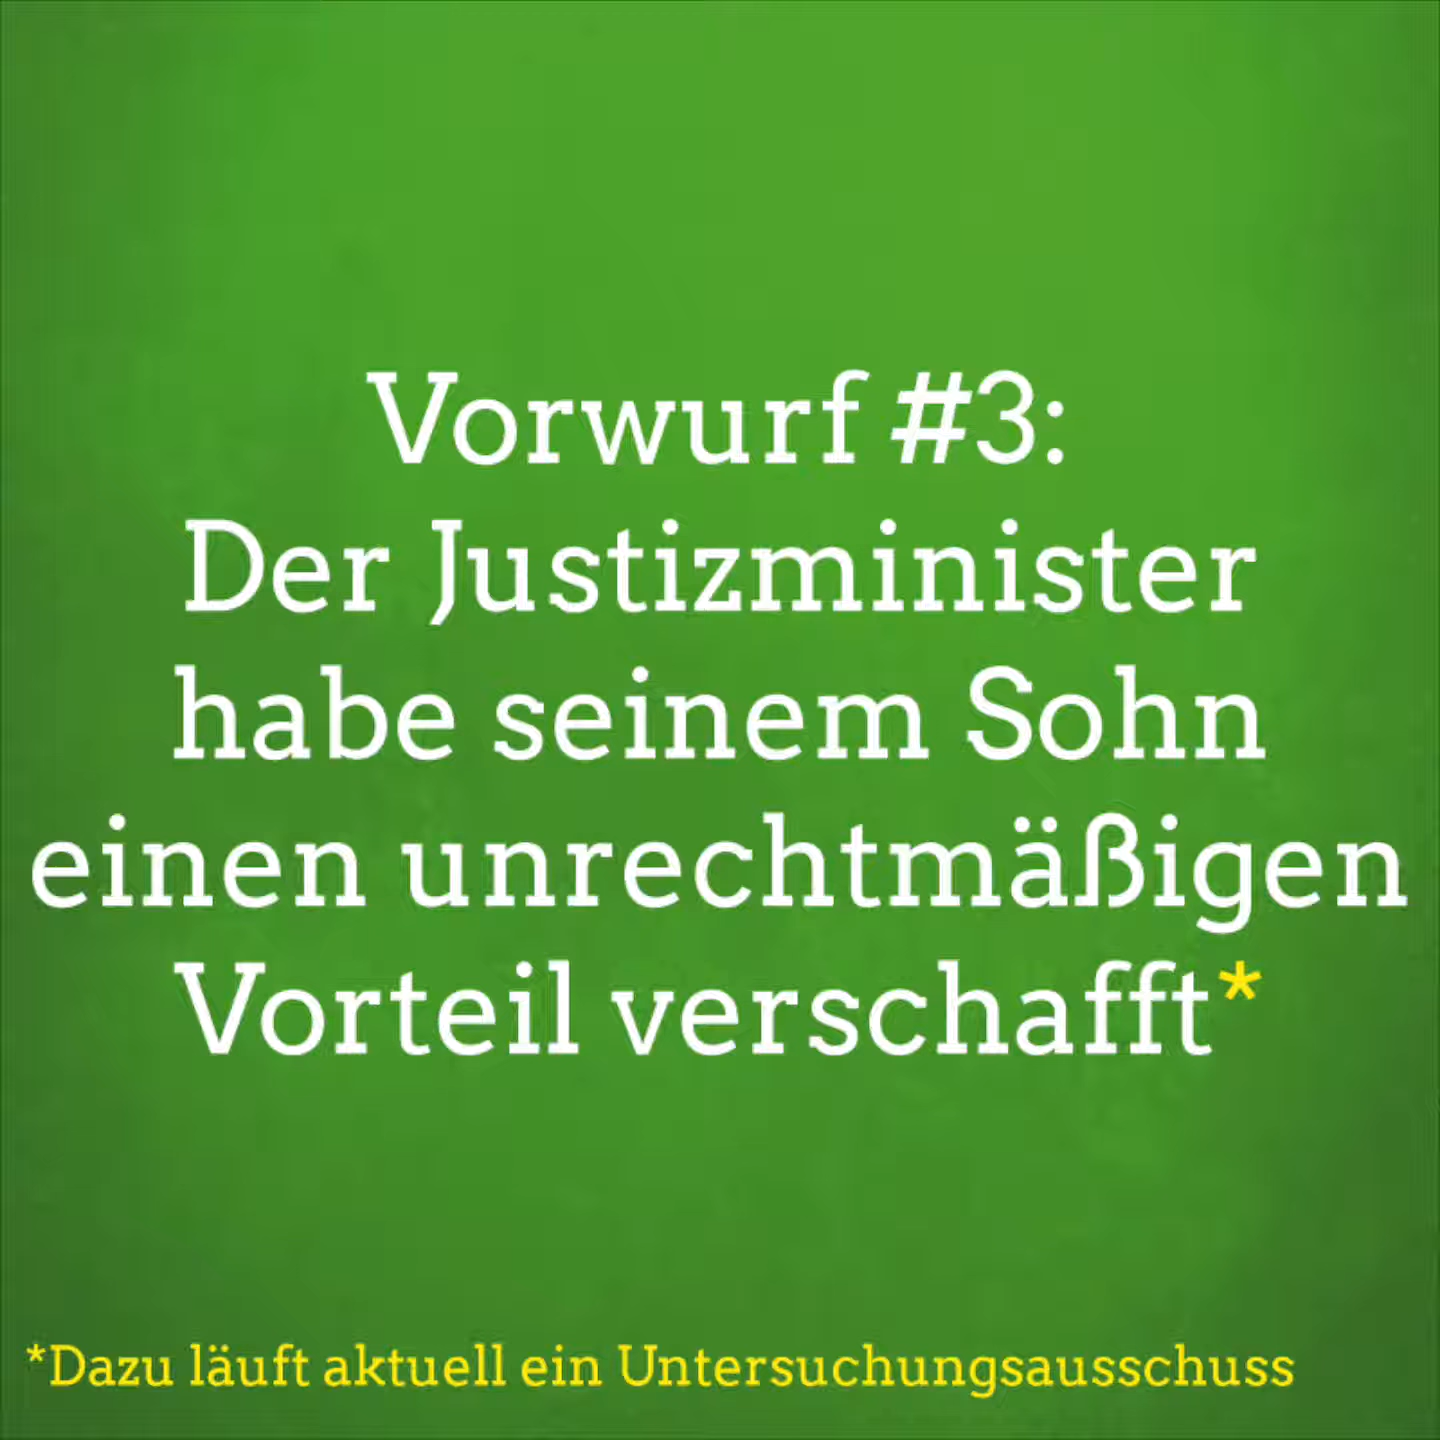 Vorwurf #3:
Der Justizminister
habe seinem Sohn
einen unrechtmäßigen
Vorteil verschafft*
*Dazu läuft aktuell ein Untersuchungsausschuss